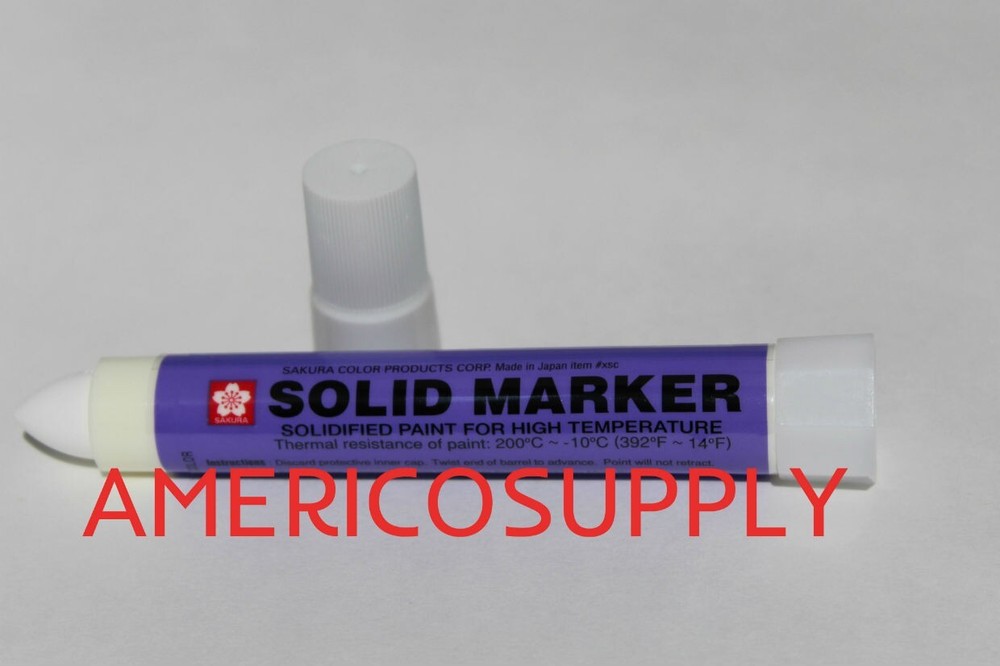 SAKURA COLOR PRODUCTS CORP. Made in Japan item #xsc
SAKURA
SOLID MARKER
SOLIDIFIED PAINT FOR HIGH TEMPERATURE
Thermal resistance of paint: 200°C ~ -10°C (392°F ~ 14°F)
Instructions Discard protective inner cap. Twist end of barrel to advance. Point will not retract.
AMERICOSUPPLY